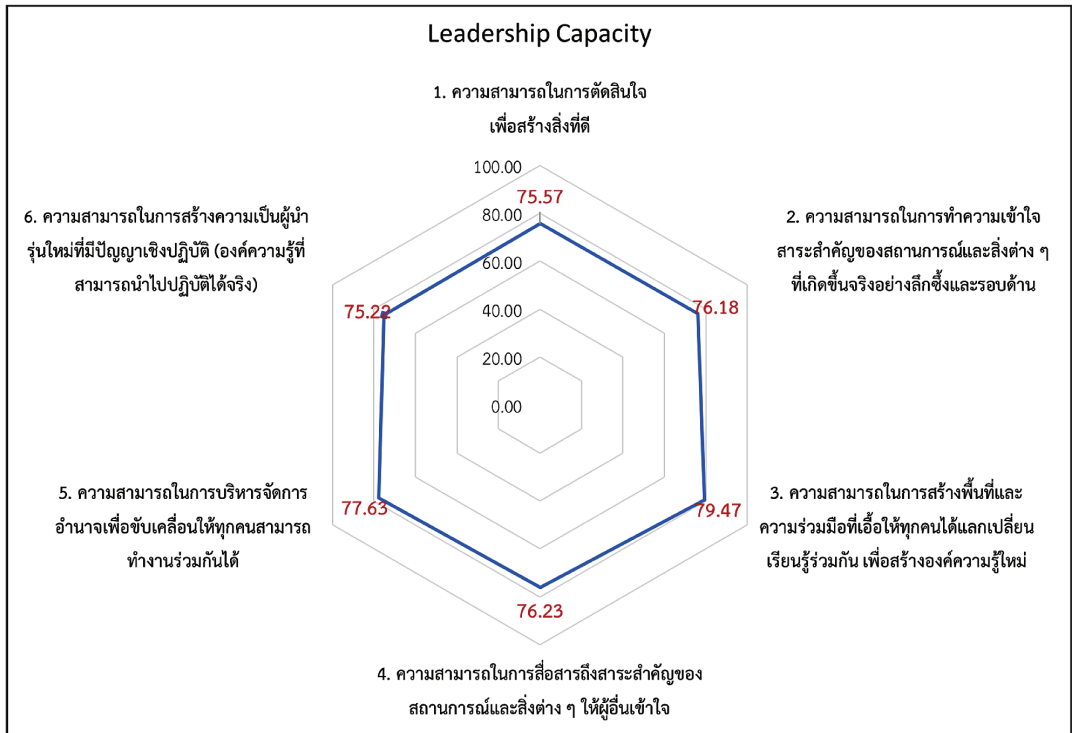 Leadership Capacity
1. ความสามารถในการตัดสินใจ
เพื่อสร้างสิ่งที่ดี
100.00
75.57
80.00
60.00
40.00
20.00
0.00
2. ความสามารถในการทำความเข้าใจ
สาระสำคัญของสถานการณ์และสิ่งต่าง ๆ
ที่เกิดขึ้นจริงอย่างลึกซึ้งและรอบด้าน
76.18
3. ความสามารถในการสร้างพื้นที่และ
ความร่วมมือที่เอื้อให้ทุกคนได้แลกเปลี่ยน
เรียนรู้ร่วมกัน เพื่อสร้างองค์ความรู้ใหม่
79.47
76.23
4. ความสามารถในการสื่อสารถึงสาระสำคัญของ
สถานการณ์และสิ่งต่าง ๆ ให้ผู้อื่นเข้าใจ
5. ความสามารถในการบริหารจัดการ
อำนาจเพื่อขับเคลื่อนให้ทุกคนสามารถ
ทำงานร่วมกันได้
77.63
6. ความสามารถในการสร้างความเป็นผู้นำ
รุ่นใหม่ที่มีปัญญาเชิงปฏิบัติ (องค์ความรู้ที่
สามารถนำไปปฏิบัติได้จริง)
75.22